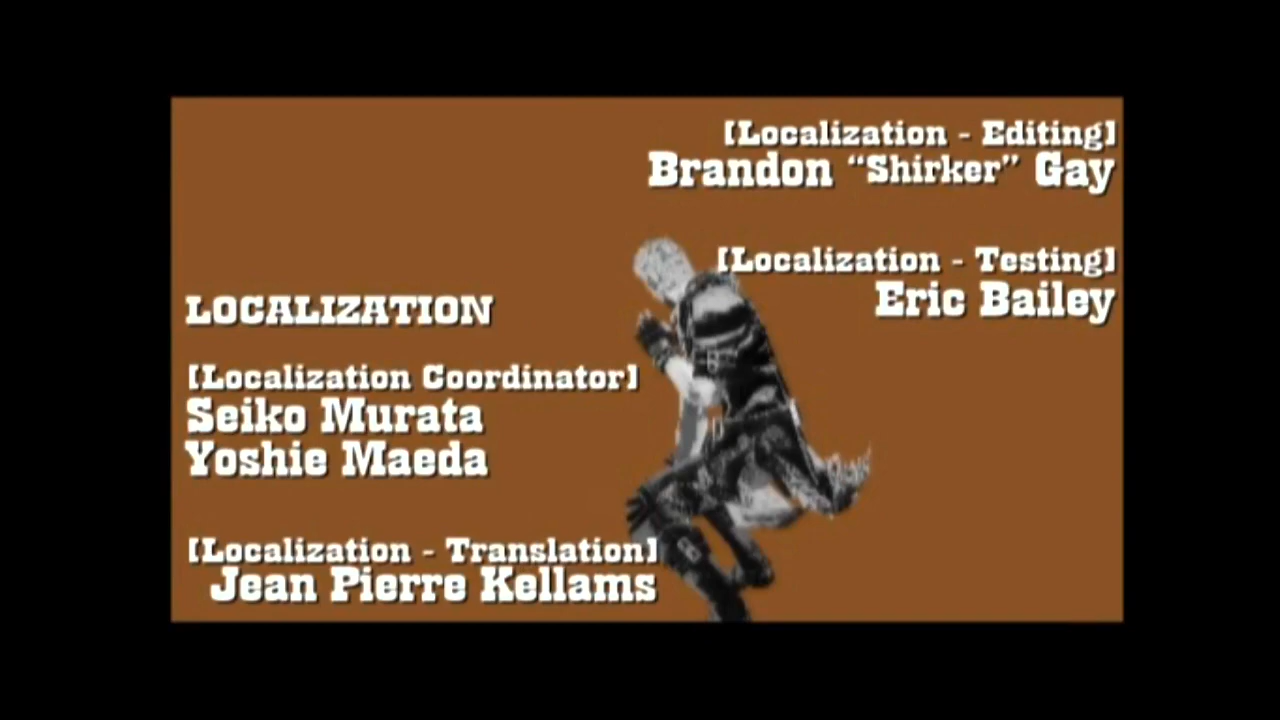 LOCALIZATION
[Localization Coordinator]
Seiko Murata
Yoshie Maeda
[Localization - Translation]
Jean Pierre Kellams
[Localization - Editing]
Brandon “Shirker” Gay
[Localization - Testing]
Eric Bailey